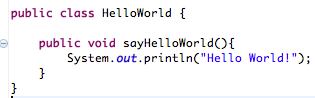 public class HelloWorld {
public void sayHelloWorld(){
System.out.println("Hello World!");
}
}